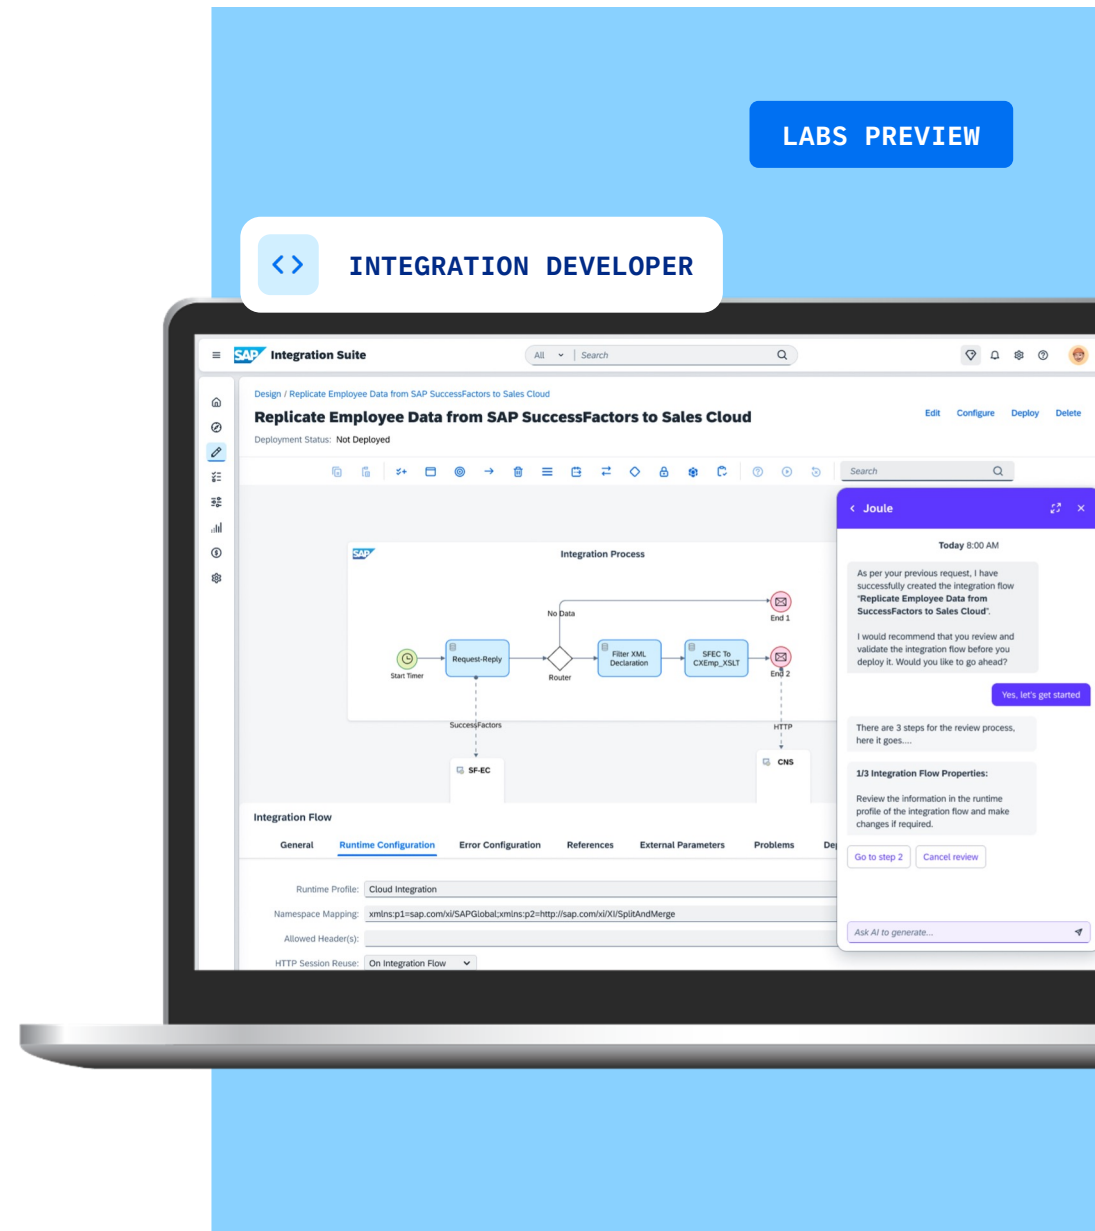 LABS PREVIEW
INTEGRATION DEVELOPER
SAP Integration Suite
All Search
Design / Replicate Employee Data from SAP SuccessFactors to Sales Cloud
Replicate Employee Data from SAP SuccessFactors to Sales Cloud
Edit Configure Deploy Delete
Deployment Status: Not Deployed
Search
SAP
Integration Process
No Data
End 1
Start Timer
Request-Reply
Router
Filter XML
Declaration
SFEC To
CXEmp_XSLT
End 2
SuccessFactors
HTTP
SF-EC
CNS
Integration Flow
General Runtime Configuration Error Configuration References External Parameters Problems
Runtime Profile: Cloud Integration
Namespace Mapping: xmlns:p1=sap.com/xi/SAPGlobal;xmlns:p2=http://sap.com/xi/XI/SplitAndMerge
Allowed Header(s):
HTTP Session Reuse: On Integration Flow
Joule
Today 8:00 AM
As per your previous request, I have
successfully created the integration flow
"Replicate Employee Data from
SuccessFactors to Sales Cloud".
I would recommend that you review and
validate the integration flow before you
deploy it. Would you like to go ahead?
Yes, let's get started
There are 3 steps for the review process,
here it goes....
1/3 Integration Flow Properties:
Review the information in the runtime
profile of the integration flow and make
changes if required.
Go to step 2 Cancel review
Ask AI to generate...